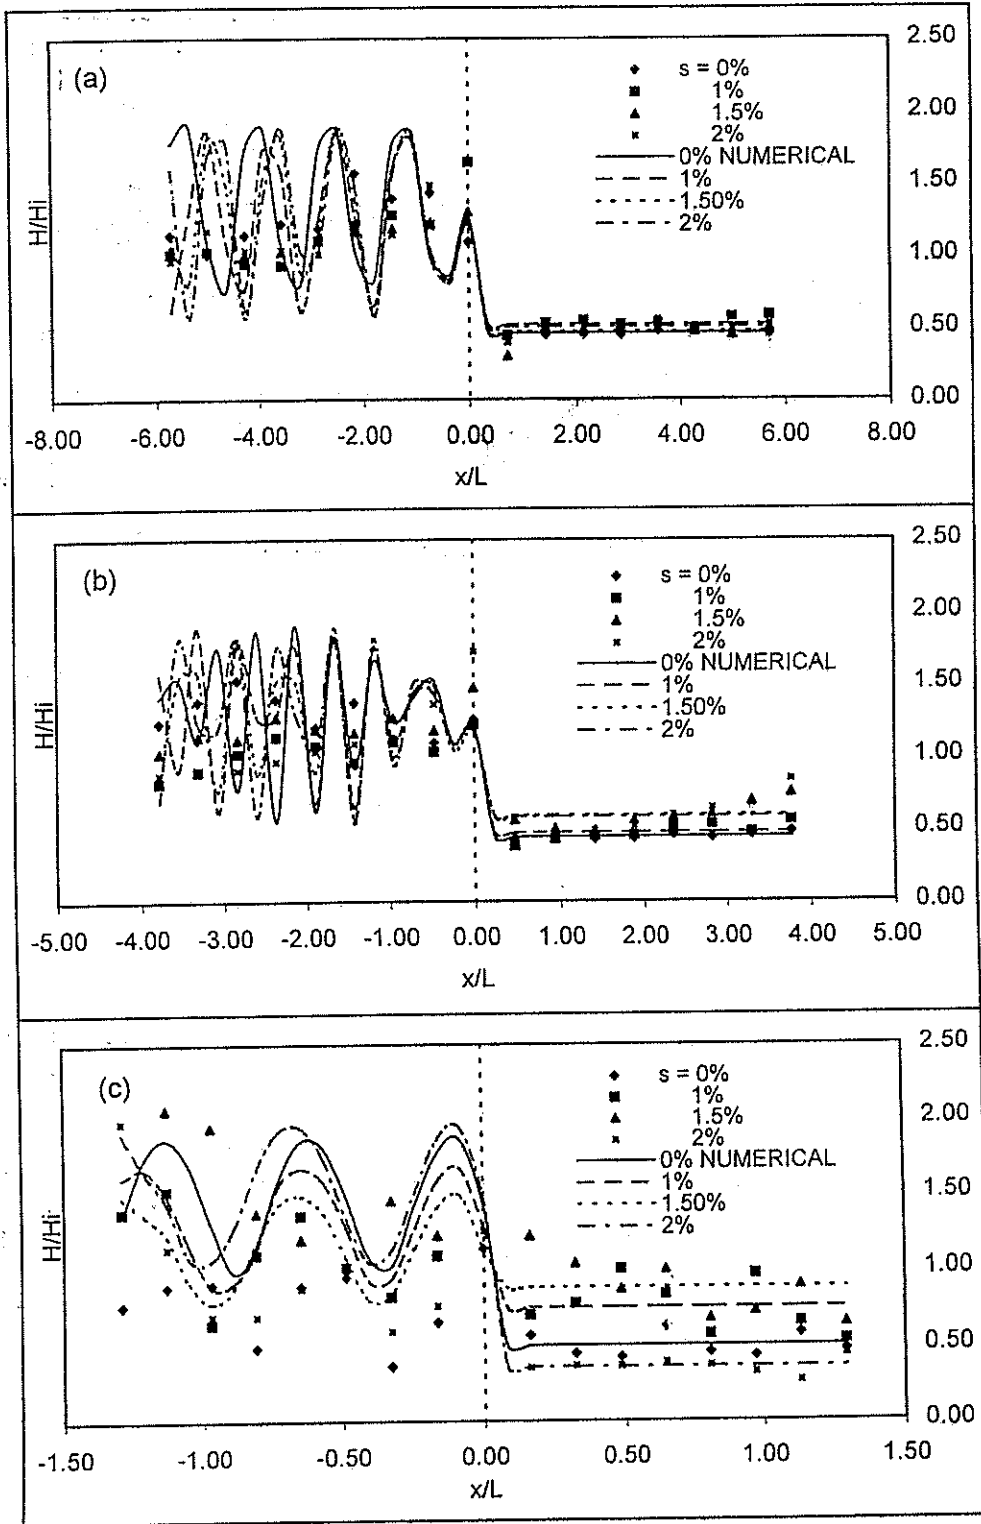 (a)
s = 0%
1%
1.5%
2%
0% NUMERICAL
1%
1.50%
2%
2.50
2.00
1.50
1.00
0.50
0.00
H/Hi
-8.00 -6.00 -4.00 -2.00 0.00 2.00 4.00 6.00 8.00
x/L
(b)
s = 0%
1%
1.5%
2%
0% NUMERICAL
1%
1.50%
2%
2.50
2.00
1.50
1.00
0.50
0.00
H/Hi
-5.00 -4.00 -3.00 -2.00 -1.00 0.00 1.00 2.00 3.00 4.00 5.00
x/L
(c)
s = 0%
1%
1.5%
2%
0% NUMERICAL
1%
1.50%
2%
2.50
2.00
1.50
1.00
0.50
0.00
H/Hi
-1.50 -1.00 -0.50 0.00 0.50 1.00 1.50
x/L